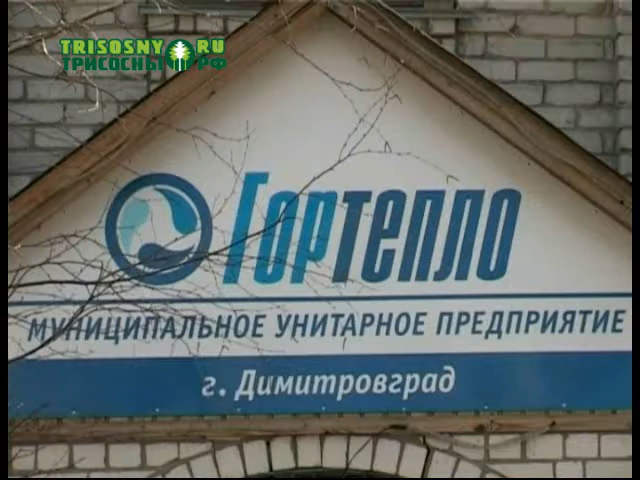 TRISOSNY.RU
ТРИСОСНЫ.РФ
Гортепло
МУНИЦИПАЛЬНОЕ УНИТАРНОЕ ПРЕДПРИЯТИЕ
г. Димитровград